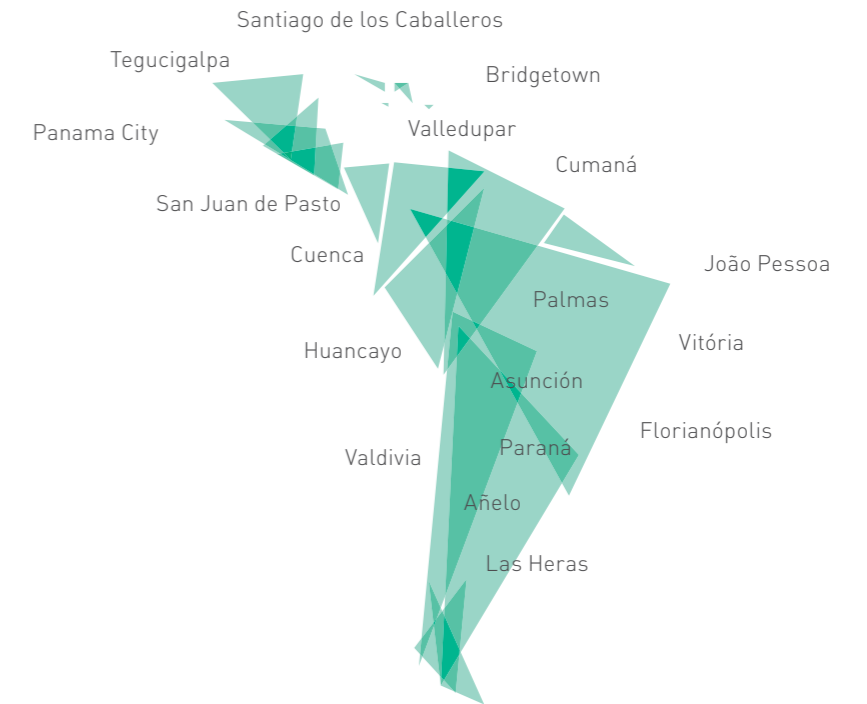 Santiago de los Caballeros
Tegucigalpa
Bridgetown
Panama City
Valledupar
Cumaná
San Juan de Pasto
Cuenca
João Pessoa
Palmas
Vitória
Huancayo
Asunción
Florianópolis
Paraná
Valdivia
Añelo
Las Heras